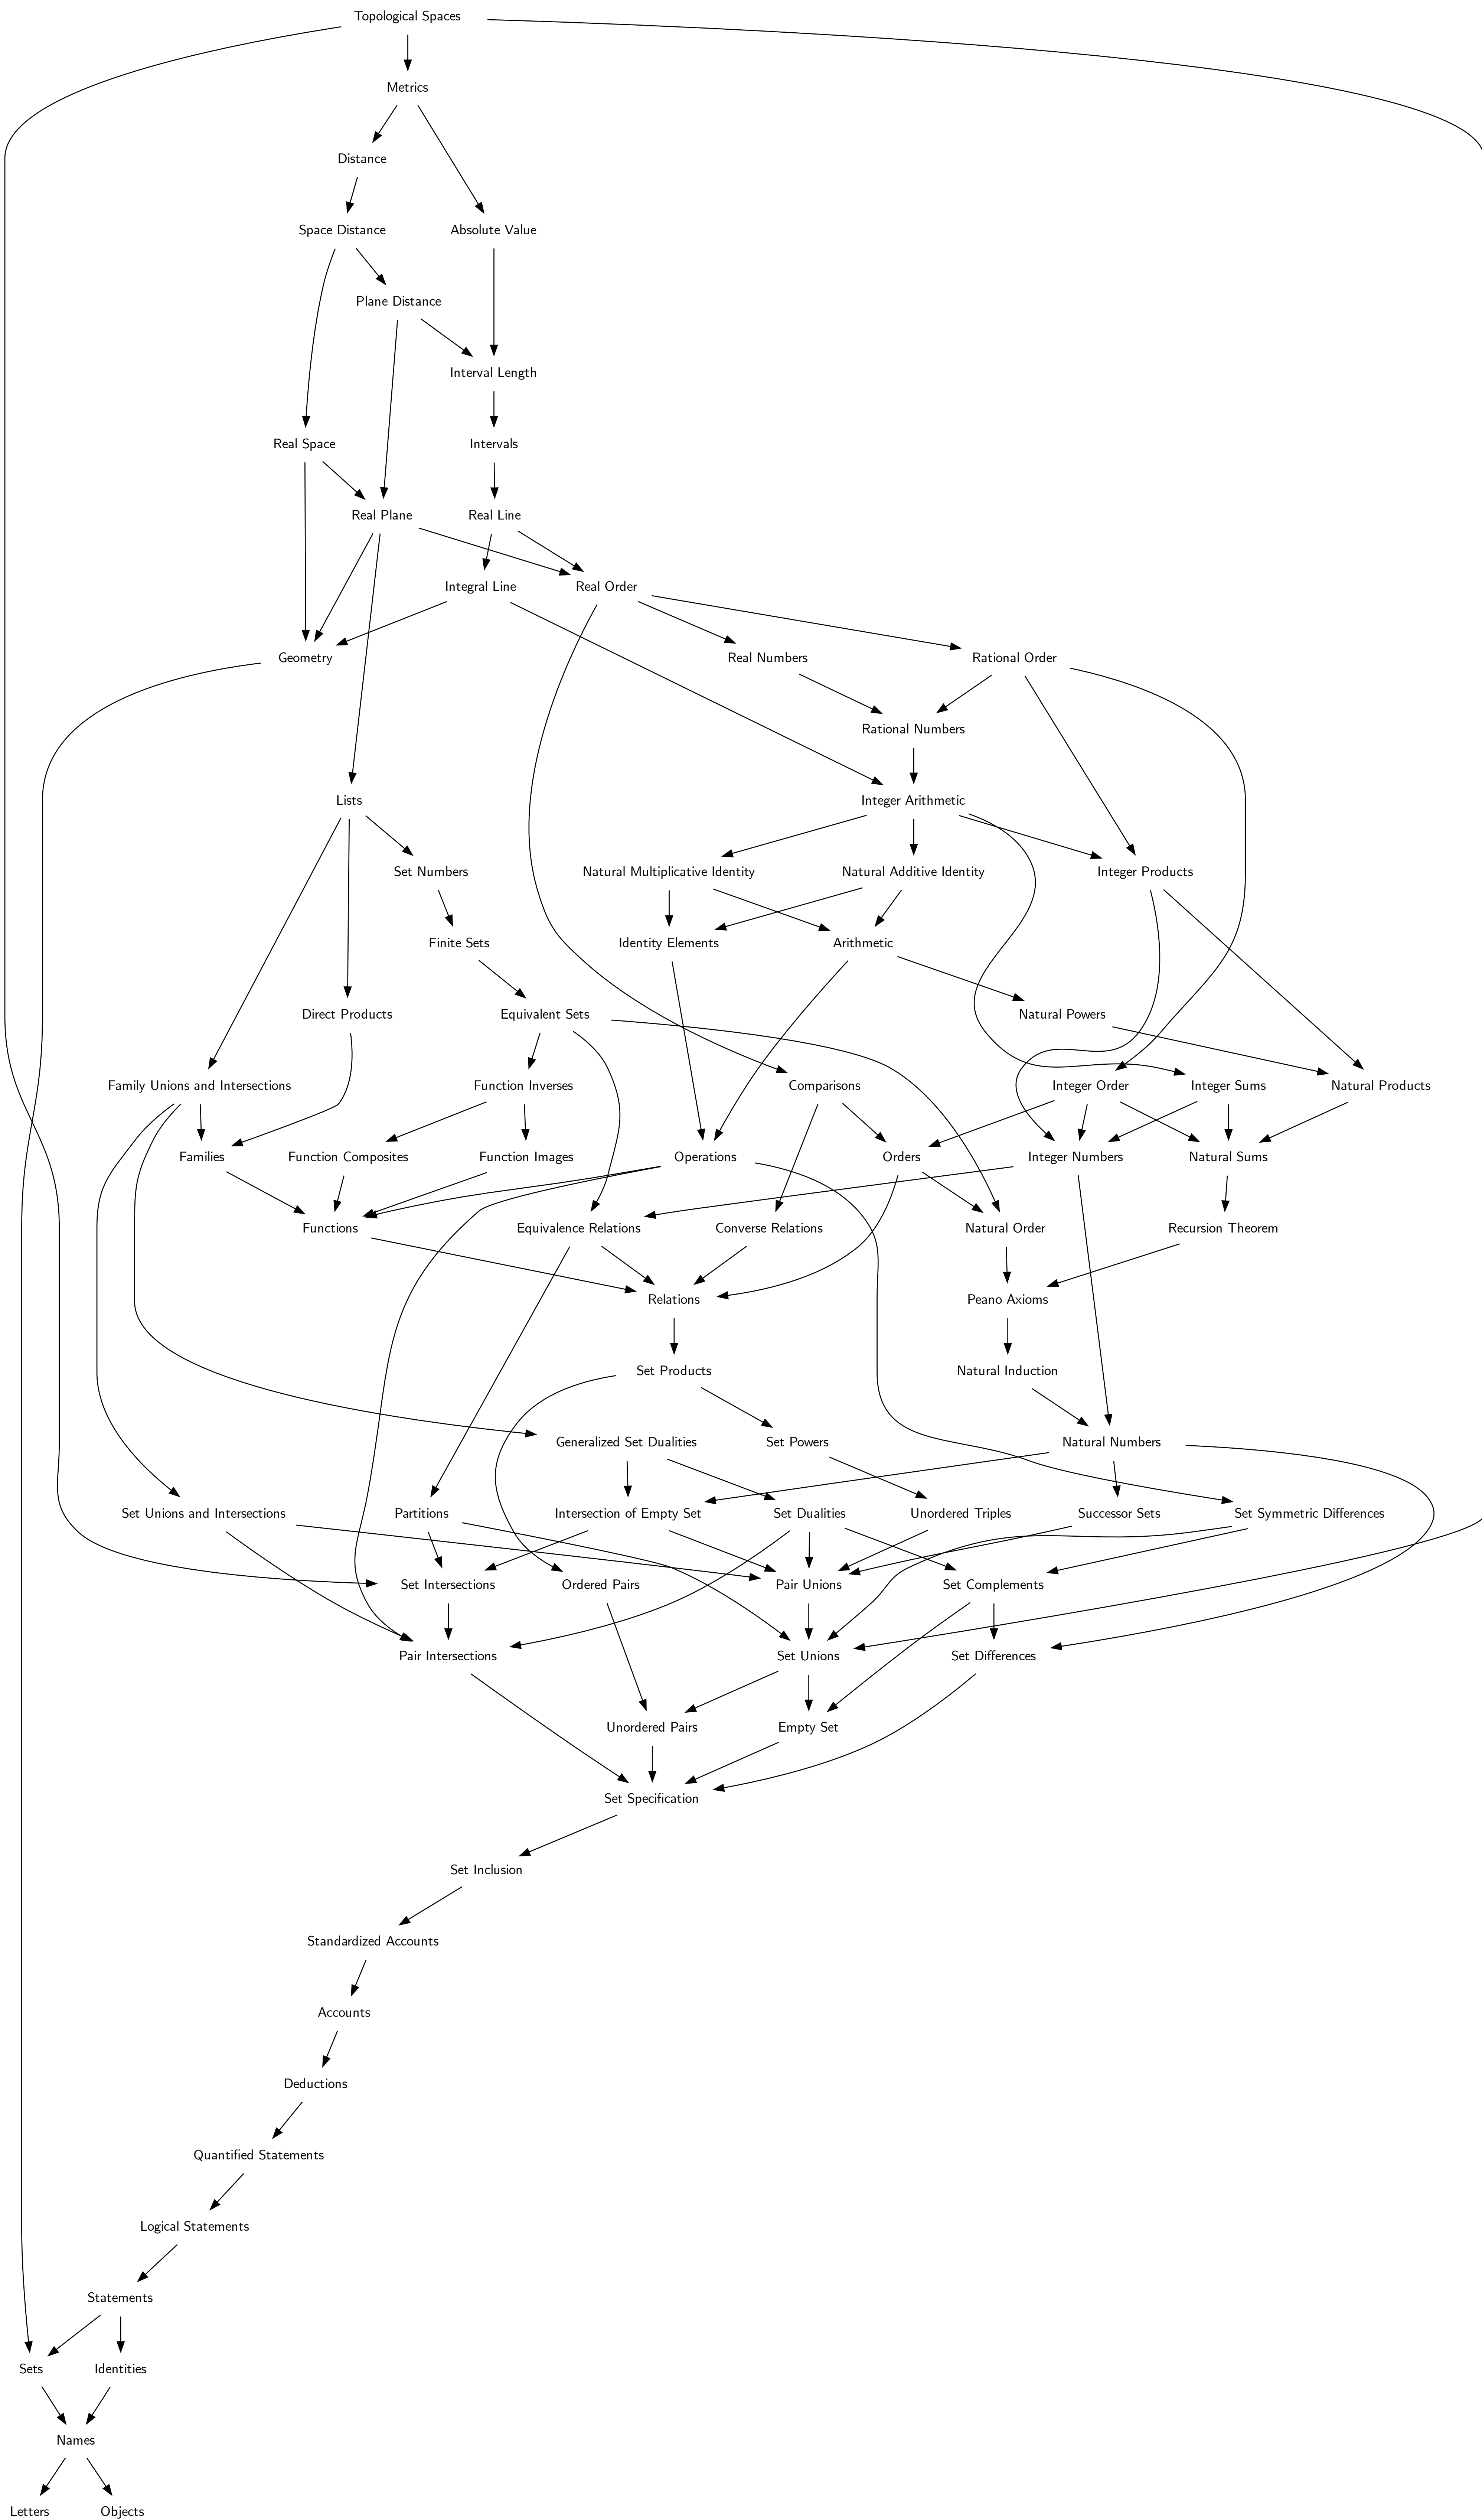 Topological Spaces
Metrics
Distance
Space Distance
Absolute Value
Plane Distance
Interval Length
Real Space
Intervals
Real Plane
Real Line
Integral Line
Real Order
Geometry
Real Numbers
Rational Order
Rational Numbers
Lists
Integer Arithmetic
Set Numbers
Natural Multiplicative Identity
Natural Additive Identity
Integer Products
Finite Sets
Identity Elements
Arithmetic
Direct Products
Equivalent Sets
Natural Powers
Family Unions and Intersections
Function Inverses
Comparisons
Integer Order
Integer Sums
Natural Products
Families
Function Composites
Function Images
Operations
Orders
Integer Numbers
Natural Sums
Functions
Equivalence Relations
Converse Relations
Natural Order
Recursion Theorem
Relations
Peano Axioms
Set Products
Natural Induction
Generalized Set Dualities
Set Powers
Natural Numbers
Set Unions and Intersections
Partitions
Intersection of Empty Set
Set Dualities
Unordered Triples
Successor Sets
Set Symmetric Differences
Set Intersections
Ordered Pairs
Pair Unions
Set Complements
Pair Intersections
Set Unions
Set Differences
Unordered Pairs
Empty Set
Set Specification
Set Inclusion
Standardized Accounts
Accounts
Deductions
Quantified Statements
Logical Statements
Statements
Sets
Identities
Names
Letters
Objects